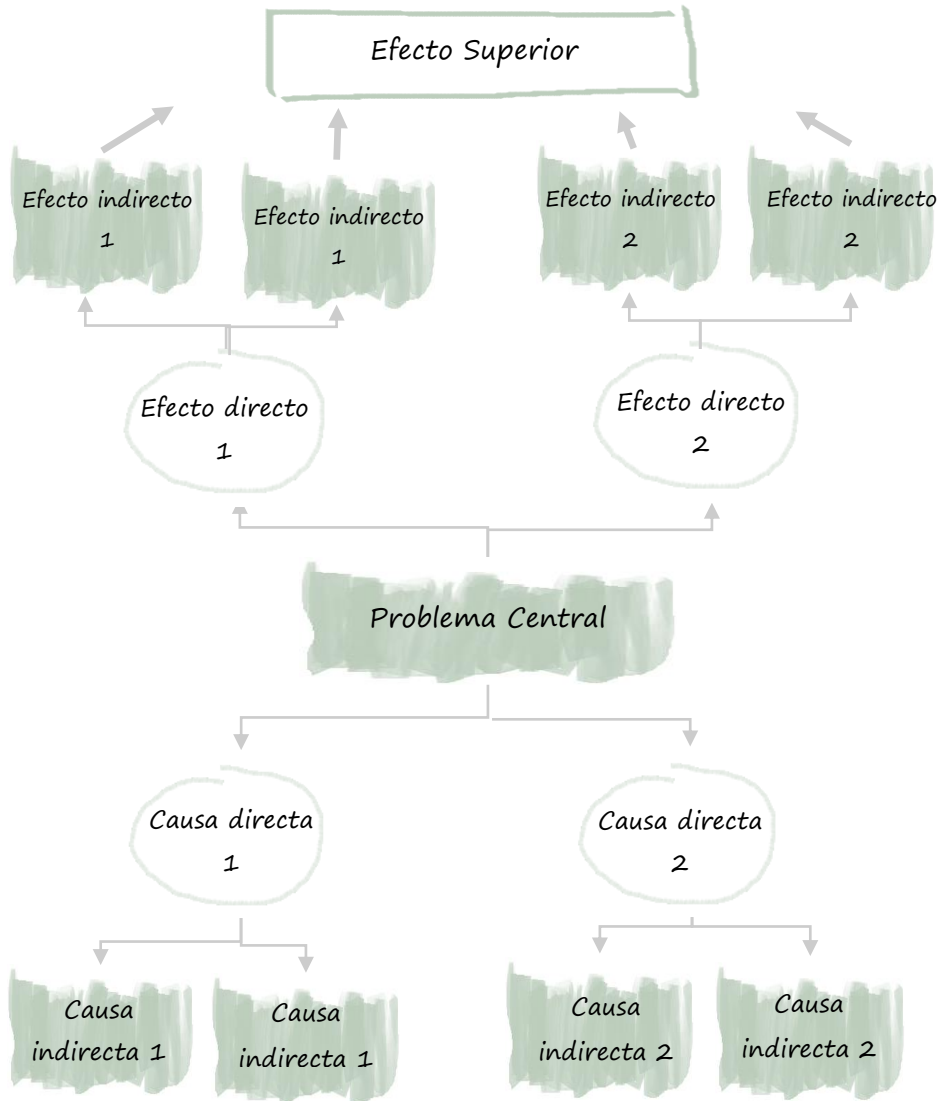 Efecto Superior
Efecto indirecto
1
Efecto indirecto
1
Efecto indirecto
2
Efecto indirecto
2
Efecto directo
1
Efecto directo
2
Problema Central
Causa directa
1
Causa directa
2
Causa
indirecta 1
Causa
indirecta 1
Causa
indirecta 2
Causa
indirecta 2